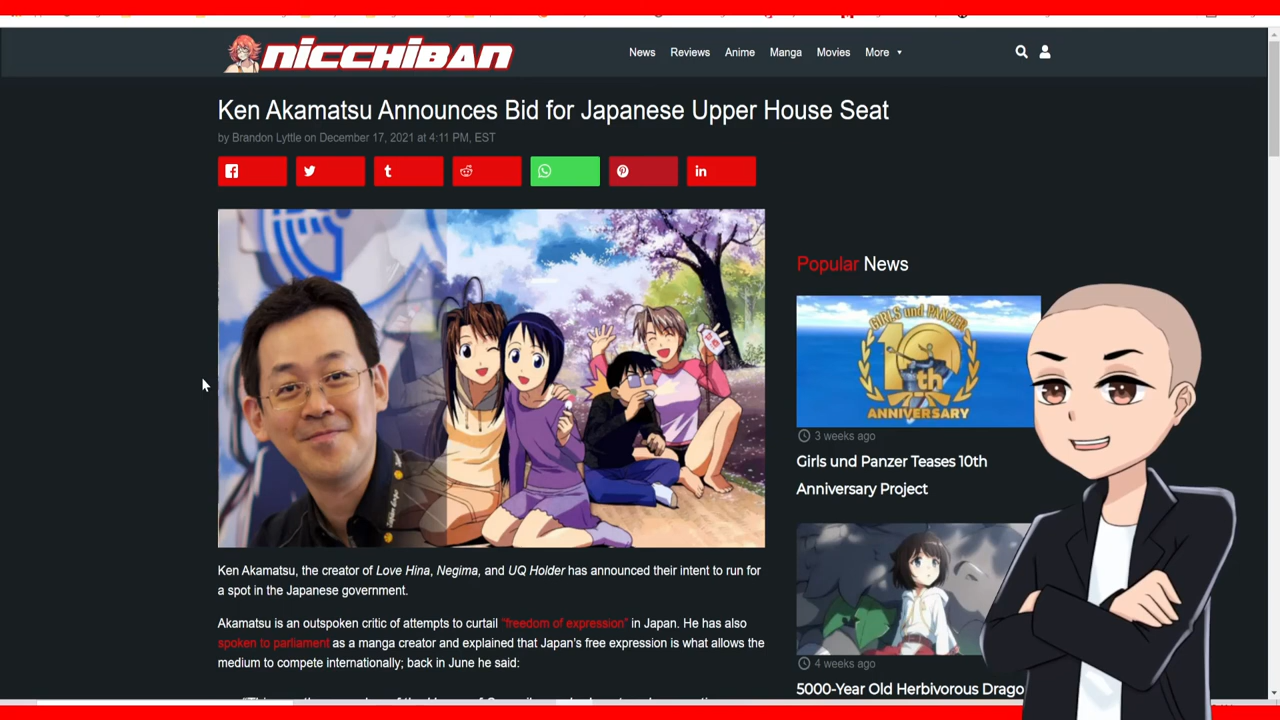 NICCHIBAN
News Reviews Anime Manga Movies More
Ken Akamatsu Announces Bid for Japanese Upper House Seat
by Brandon Lyttle on December 17, 2021 at 4:11 PM, EST
Popular News
GIRLS und PANZER
10th
ANNIVERSARY
3 weeks ago
Girls und Panzer Teases 10th
Anniversary Project
Ken Akamatsu, the creator of Love Hina, Negima, and UQ Holder has announced their intent to run for
a spot in the Japanese government.
Akamatsu is an outspoken critic of attempts to curtail "freedom of expression" in Japan. He has also
spoken to parliament as a manga creator and explained that Japan's free expression is what allows the
medium to compete internationally; back in June he said:
4 weeks ago
5000-Year Old Herbivorous Drago